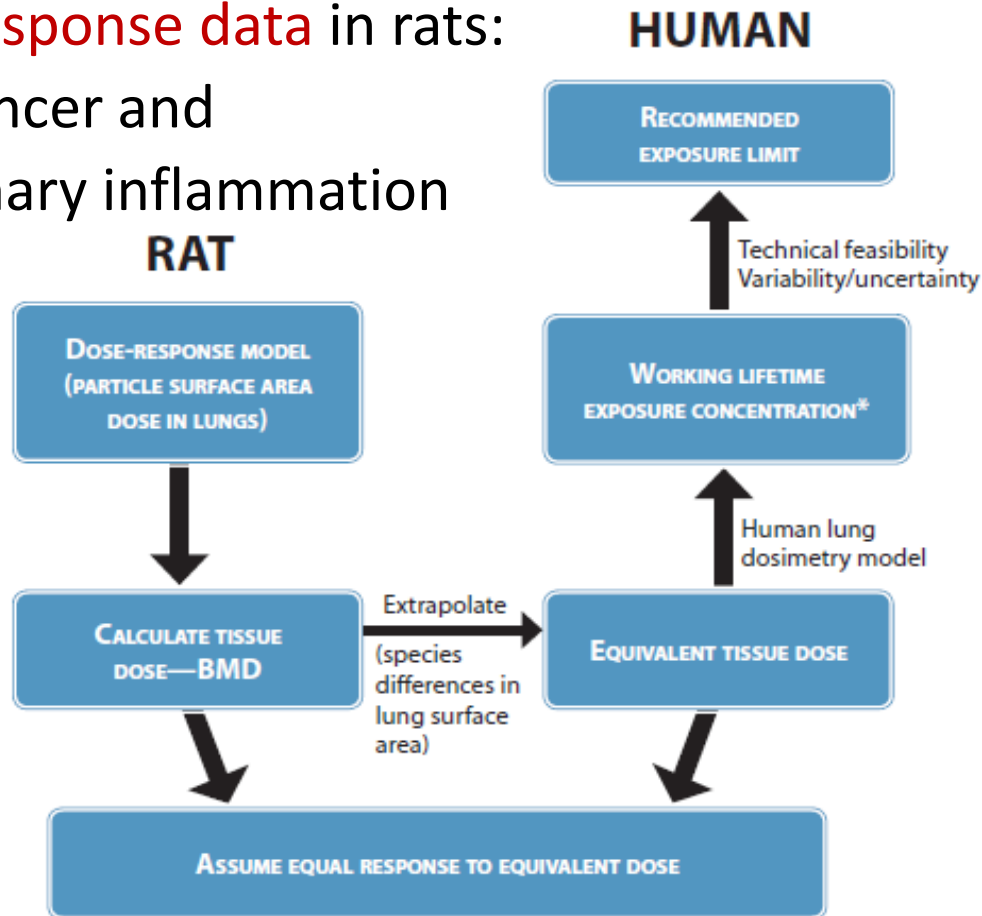 sponse data in rats:
ncer and
nary inflammation
RAT
DOSE-RESPONSE MODEL
(PARTICLE SURFACE AREA
DOSE IN LUNGS)
CALCULATE TISSUE
DOSE—BMD
Extrapolate
(species
differences in
lung surface
area)
HUMAN
RECOMMENDED
EXPOSURE LIMIT
Technical feasibility
Variability/uncertainty
WORKING LIFETIME
EXPOSURE CONCENTRATION*
Human lung
dosimetry model
EQUIVALENT TISSUE DOSE
ASSUME EQUAL RESPONSE TO EQUIVALENT DOSE